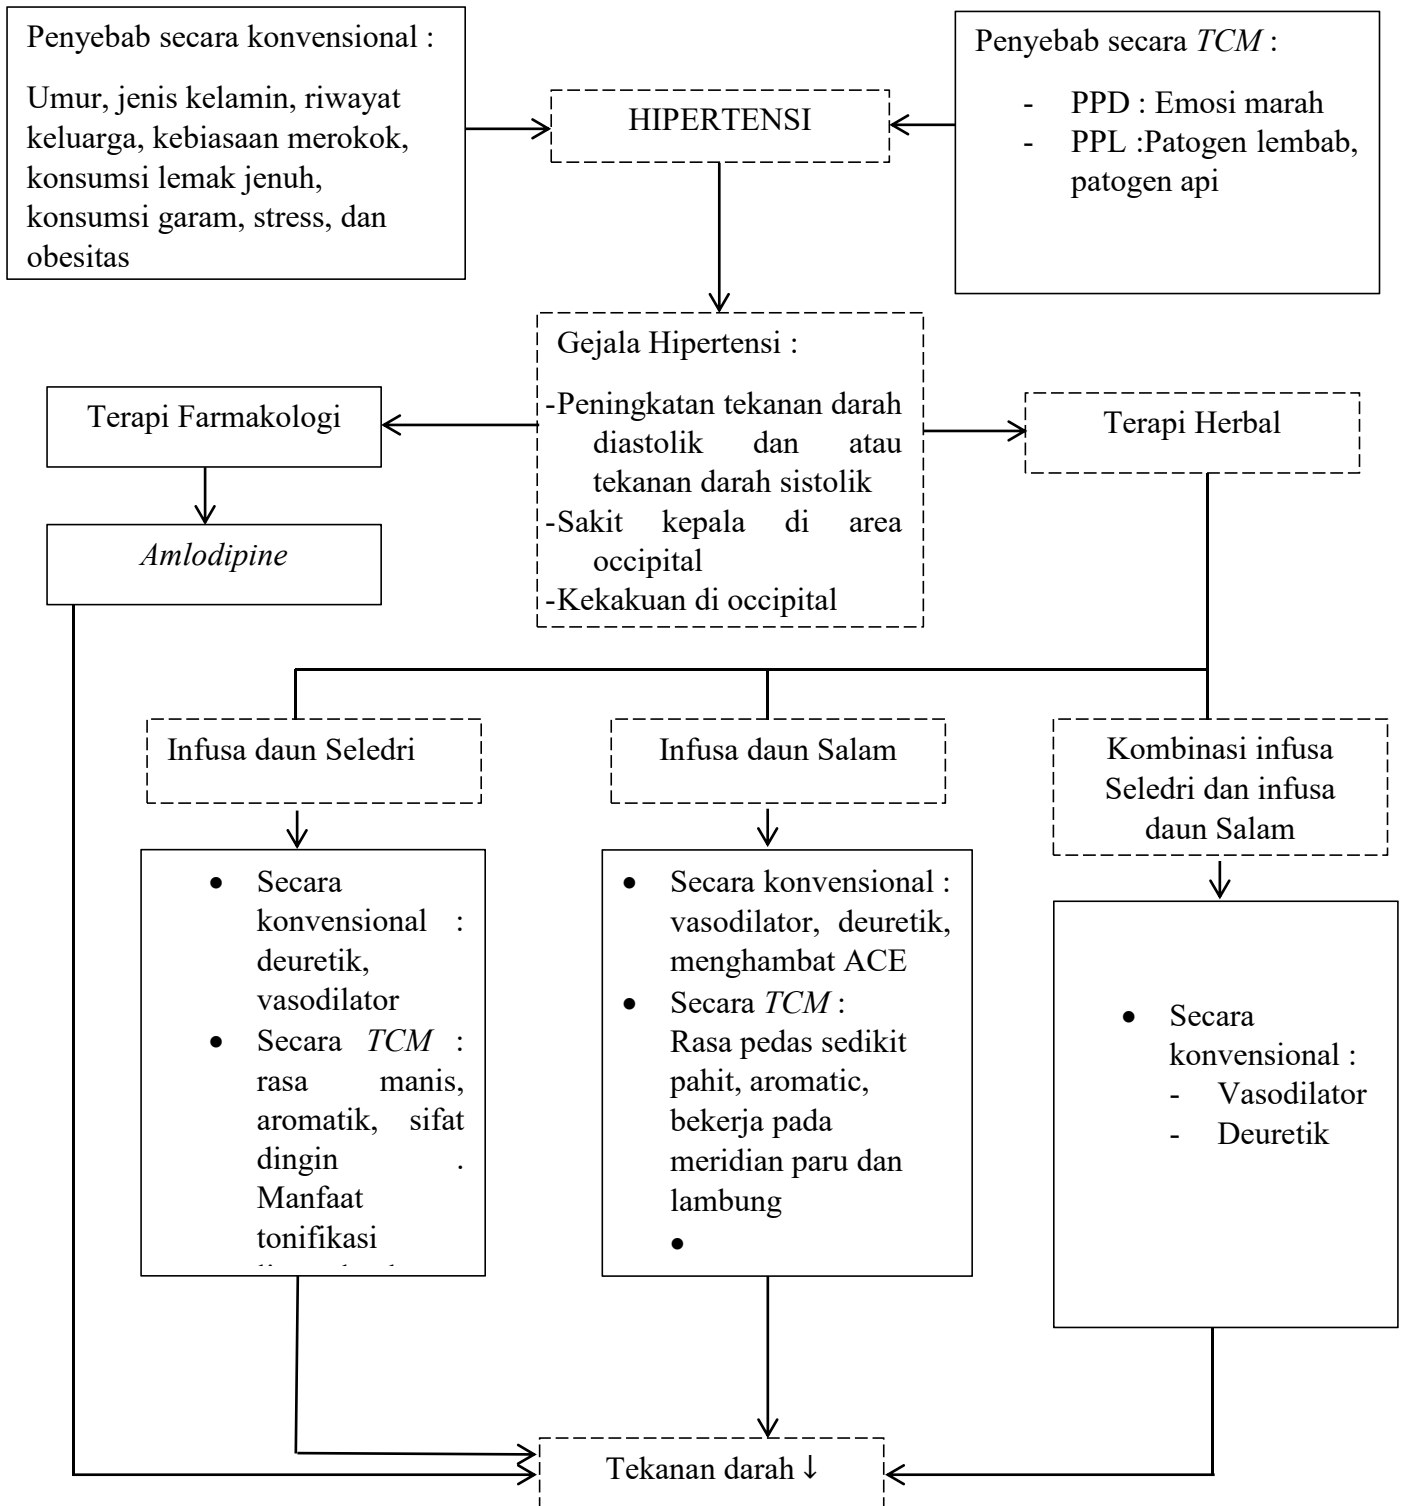 Penyebab secara konvensional :
Umur, jenis kelamin, riwayat
keluarga, kebiasaan merokok,
konsumsi lemak jenuh,
konsumsi garam, stress, dan
obesitas
HIPERTENSI
Penyebab secara TCM :
- PPD : Emosi marah
- PPL :Patogen lembab,
patogen api
Gejala Hipertensi :
-Peningkatan tekanan darah
diastolik dan atau
tekanan darah sistolik
-Sakit kepala di area
occipital
-Kekakuan di occipital
Terapi Farmakologi
Amlodipine
Terapi Herbal
Infusa daun Seledri
Infusa daun Salam
Kombinasi infusa
Seledri dan infusa
daun Salam
• Secara
konvensional :
deuretik,
vasodilator
• Secara TCM :
rasa manis,
aromatik, sifat
dingin .
Manfaat
tonifikasi
• Secara konvensional :
vasodilator, deuretik,
menghambat ACE
• Secara TCM :
Rasa pedas sedikit
pahit, aromatic,
bekerja pada
meridian paru dan
lambung
•
• Secara
konvensional :
- Vasodilator
- Deuretik
Tekanan darah ↓